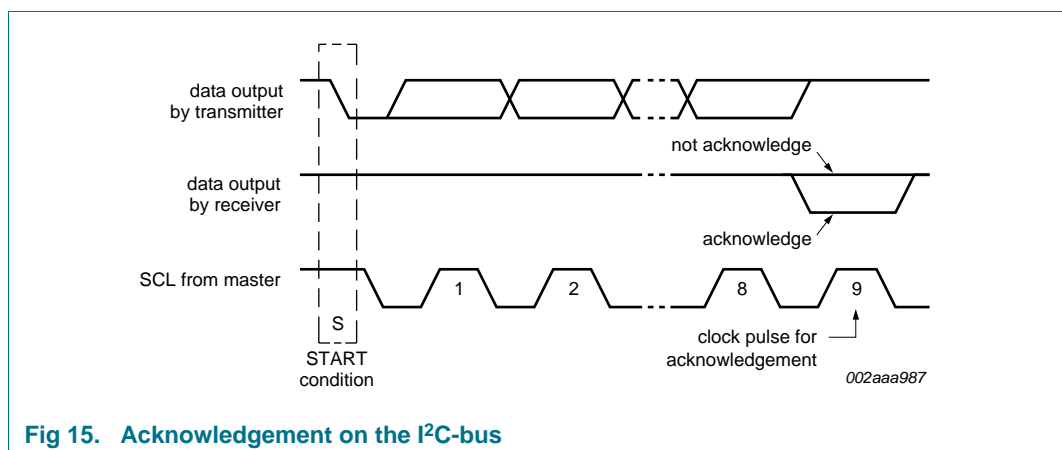 data output
by transmitter
not acknowledge
data output
by receiver
acknowledge
SCL from master
1
2
8
9
S
START
condition
clock pulse for
acknowledgement
002aaa987
Fig 15. Acknowledgement on the I²C-bus